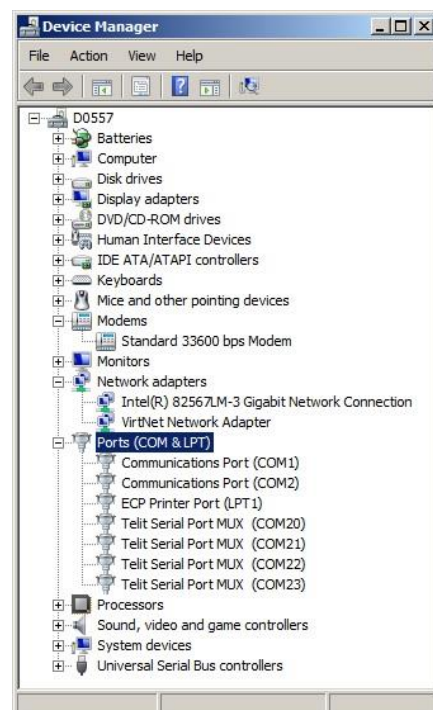 Device Manager
File Action View Help
D0557
Batteries
Computer
Disk drives
Display adapters
DVD/CD-ROM drives
Human Interface Devices
IDE ATA/ATAPI controllers
Keyboards
Mice and other pointing devices
Modems
Standard 33600 bps Modem
Monitors
Network adapters
Intel(R) 82567LM-3 Gigabit Network Connection
VirtNet Network Adapter
Ports (COM & LPT)
Communications Port (COM1)
Communications Port (COM2)
ECP Printer Port (LPT1)
Telit Serial Port MUX (COM20)
Telit Serial Port MUX (COM21)
Telit Serial Port MUX (COM22)
Telit Serial Port MUX (COM23)
Processors
Sound, video and game controllers
System devices
Universal Serial Bus controllers